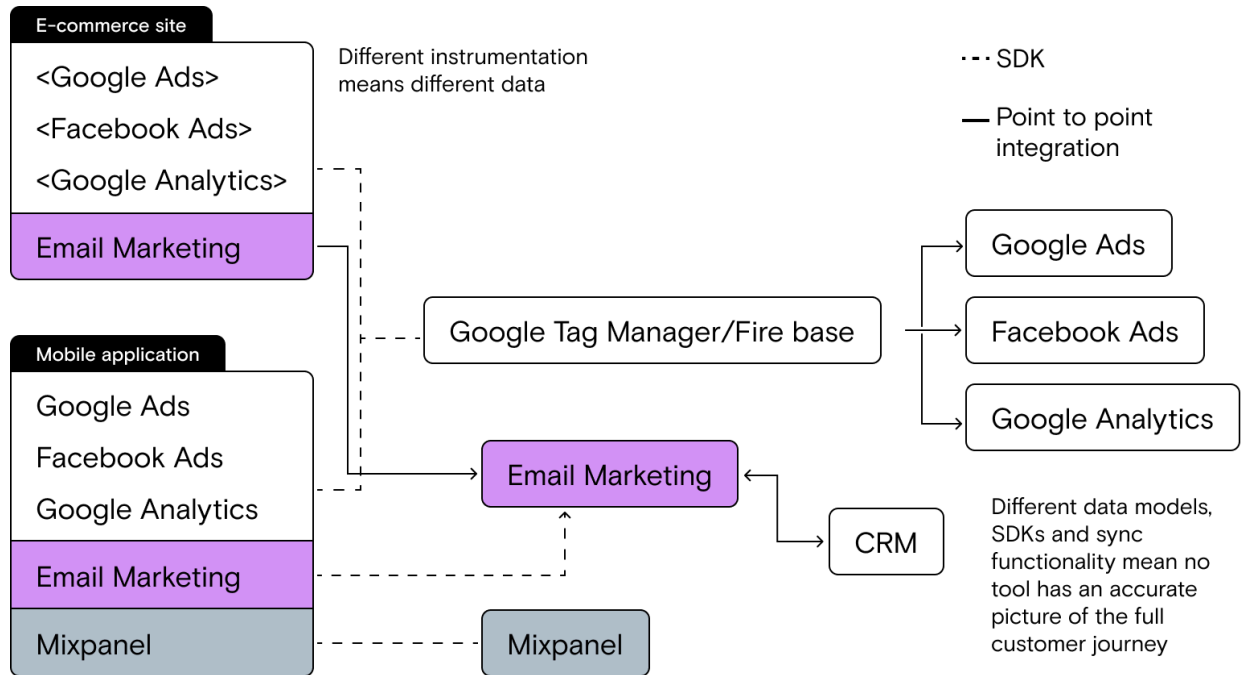 E-commerce site
<Google Ads>
<Facebook Ads>
<Google Analytics>
Email Marketing
Different instrumentation
means different data
SDK
Point to point
integration
Google Tag Manager/Fire base
Google Ads
Facebook Ads
Google Analytics
Mobile application
Google Ads
Facebook Ads
Google Analytics
Email Marketing
Mixpanel
Email Marketing
CRM
Mixpanel
Different data models,
SDKs and sync
functionality mean no
tool has an accurate
picture of the full
customer journey